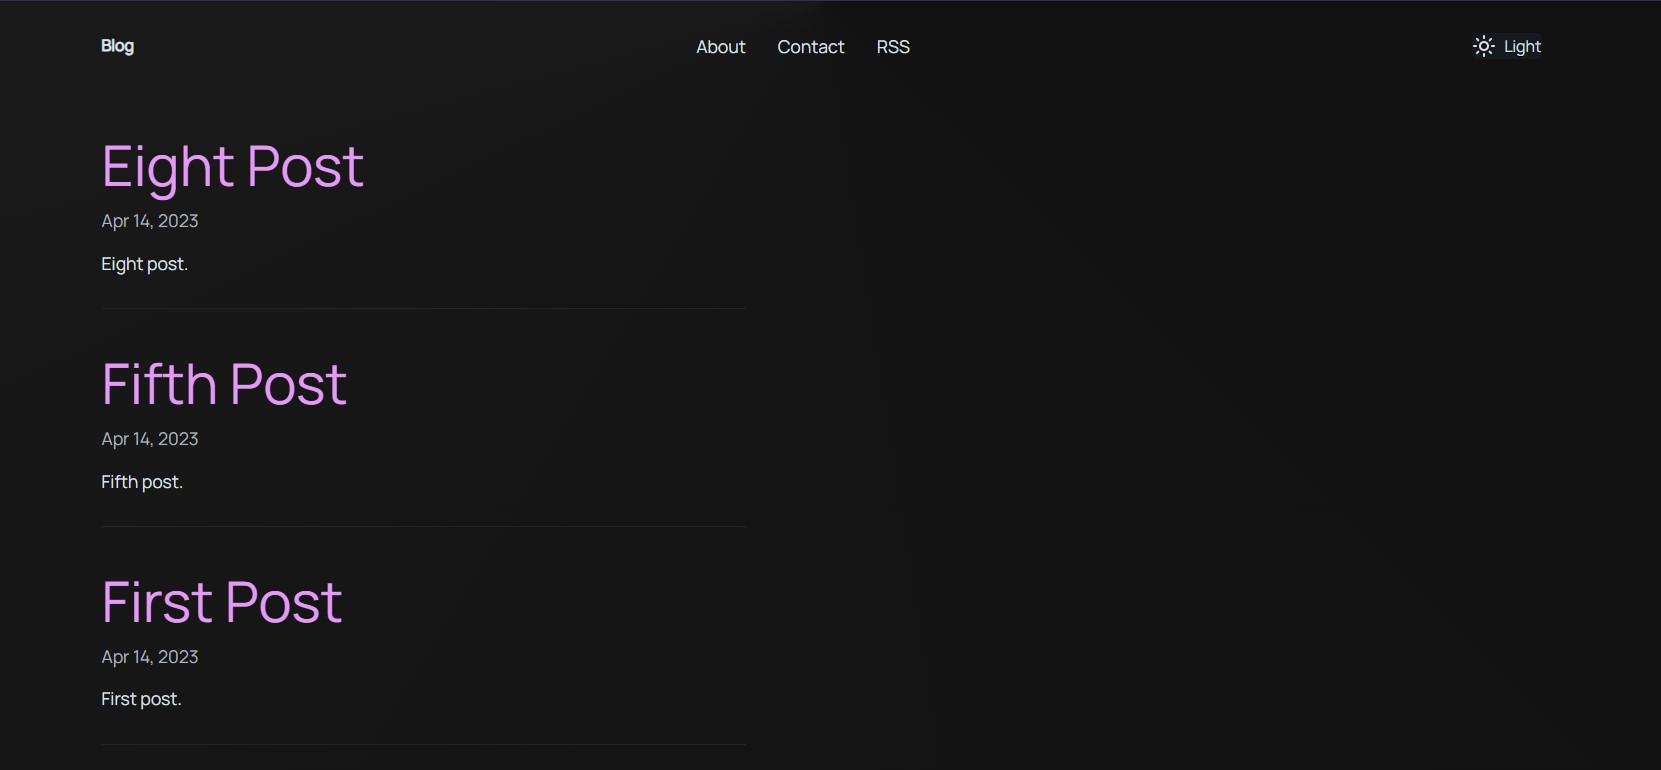 Blog
About Contact RSS
Light
Eight Post
Apr 14, 2023
Eight post.
Fifth Post
Apr 14, 2023
Fifth post.
First Post
Apr 14, 2023
First post.